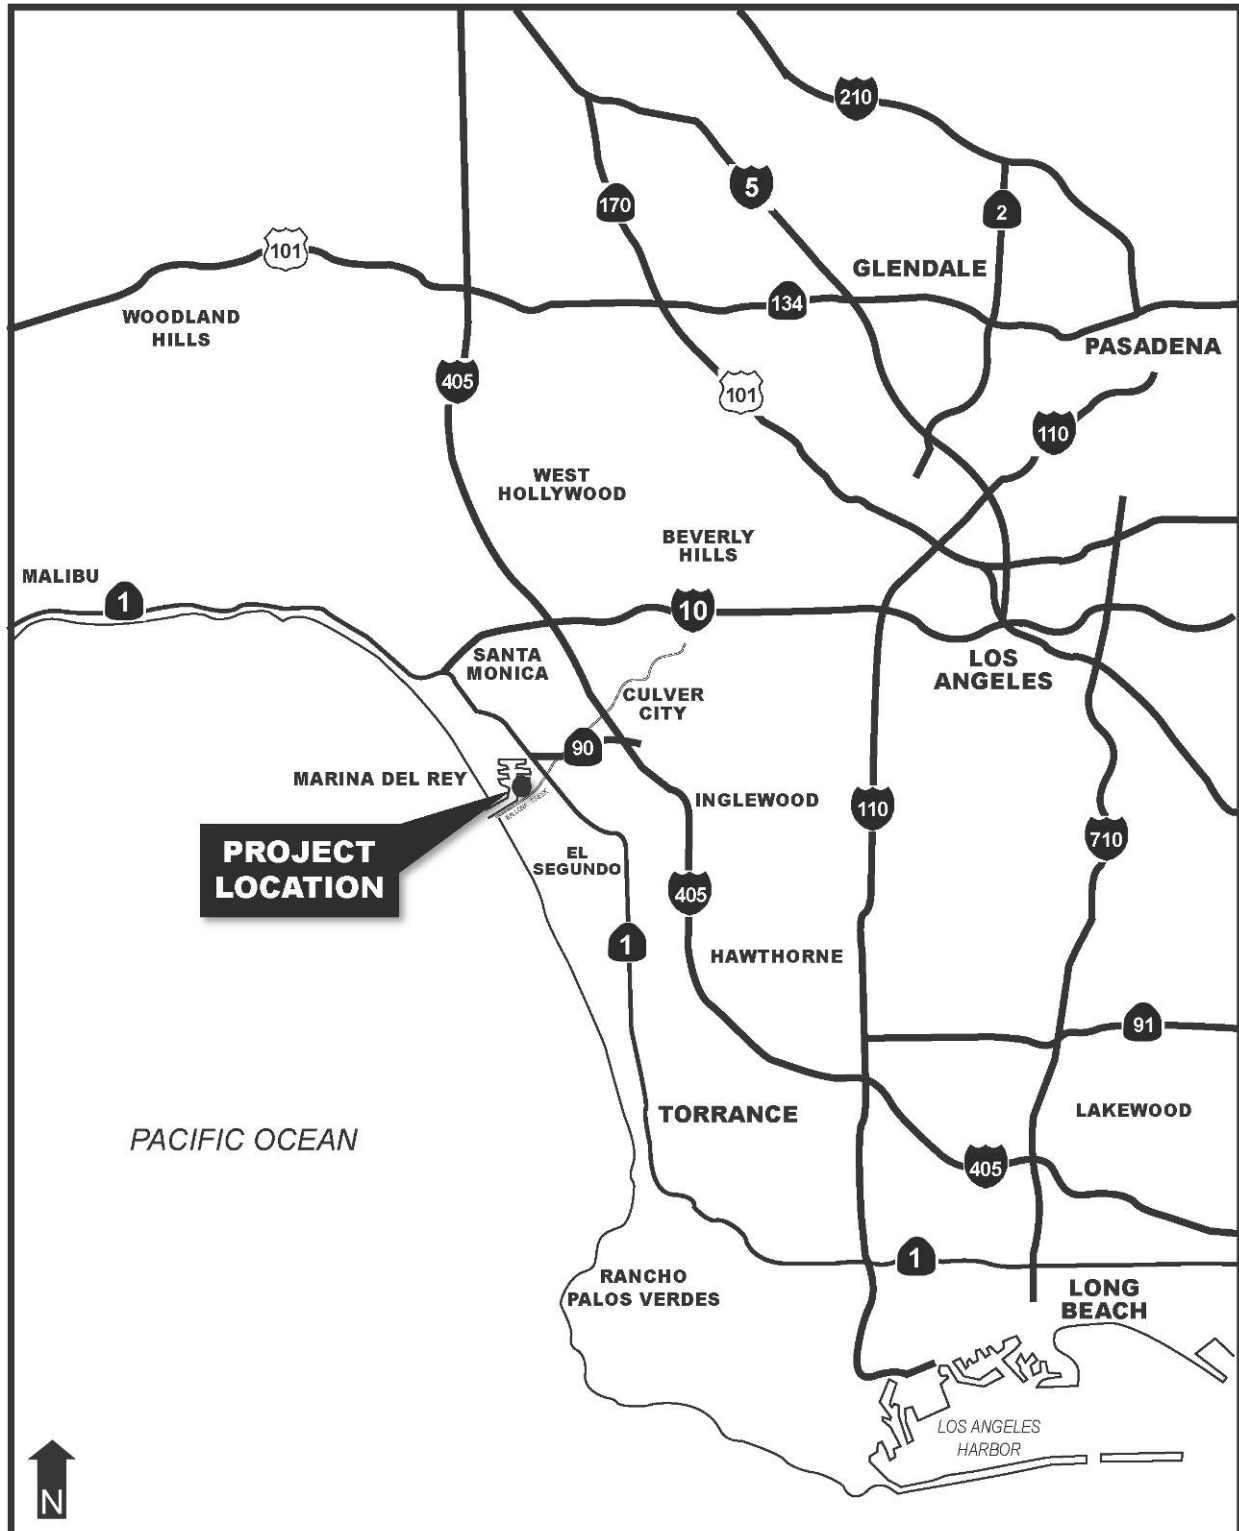 210
5
170
2
101
GLENDALE
134
WOODLAND
HILLS
PASADENA
405
101
110
WEST
HOLLYWOOD
BEVERLY
HILLS
MALIBU
1
10
SANTA
MONICA
LOS
ANGELES
CULVER
CITY
90
MARINA DEL REY
INGLEWOOD
110
BALLONA CREEK
710
PROJECT
LOCATION
EL
SEGUNDO
405
1
HAWTHORNE
91
TORRANCE
LAKEWOOD
PACIFIC OCEAN
405
1
RANCHO
PALOS VERDES
LONG
BEACH
LOS ANGELES
HARBOR
N